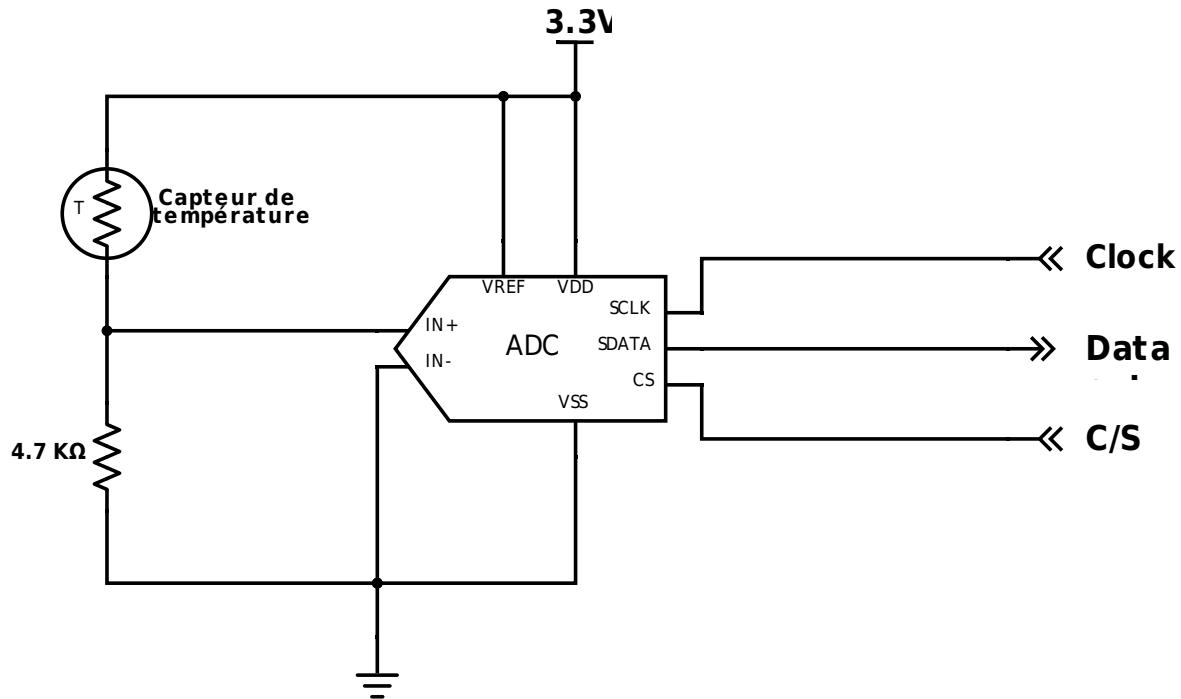 3.3V
T
Capteur de
température
VREF
VDD
SCLK
Clock
IN+
ADC
SDATA
Data
IN-
CS
VSS
C/S
4.7 KΩ